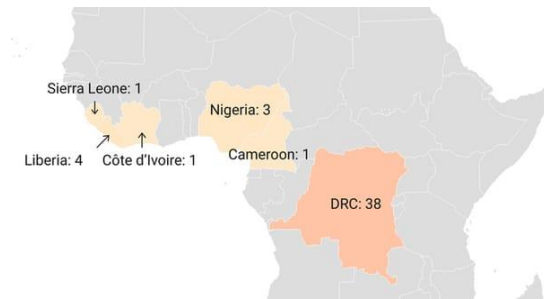 Sierra Leone: 1
Nigeria: 3
Liberia: 4
Côte d'Ivoire: 1
Cameroon: 1
DRC: 38